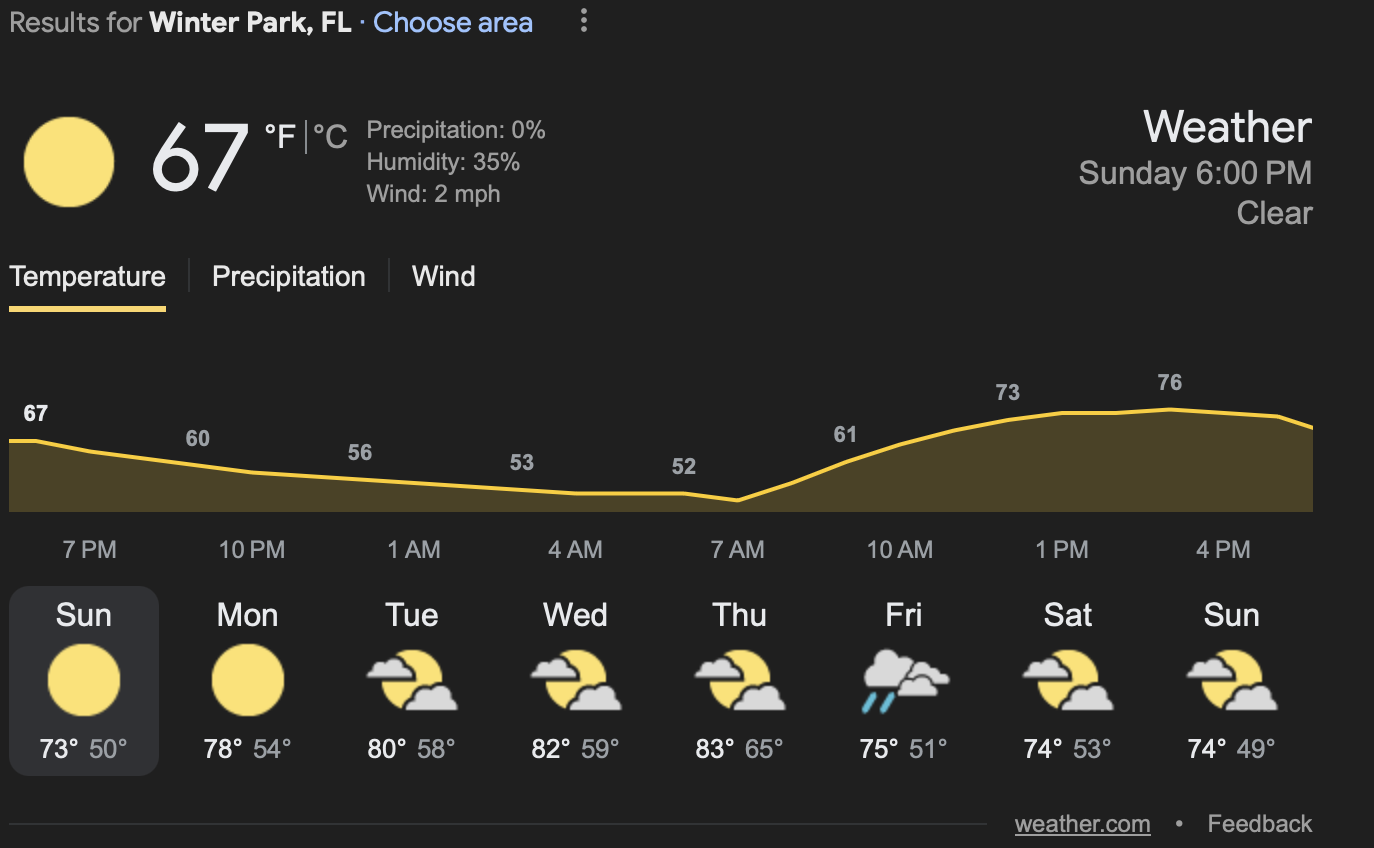 Results for Winter Park, FL · Choose area
67 °F | °C
Precipitation: 0%
Humidity: 35%
Wind: 2 mph
Weather
Sunday 6:00 PM
Clear
Temperature | Precipitation | Wind
67 60 56 53 52 61 73 76
7 PM 10 PM 1 AM 4 AM 7 AM 10 AM 1 PM 4 PM
Sun Mon Tue Wed Thu Fri Sat Sun
73° 50° 78° 54° 80° 58° 82° 59° 83° 65° 75° 51° 74° 53° 74° 49°
weather.com • Feedback